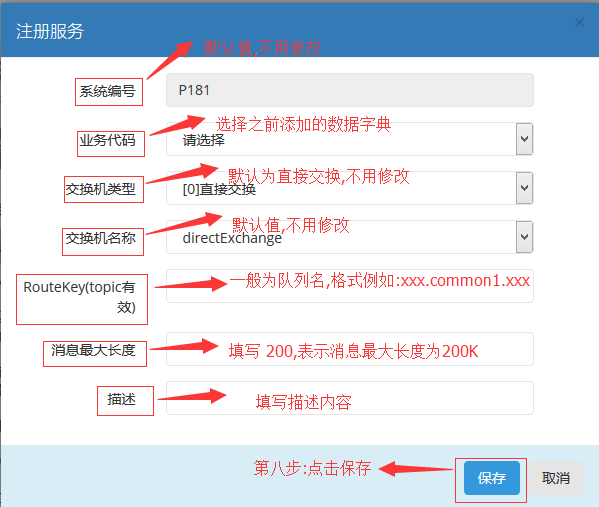 注册服务
×
默认值,不用修改
系统编号
P181
选择之前添加的数据字典
业务代码
请选择
默认为直接交换,不用修改
交换机类型
[0]直接交换
默认值,不用修改
交换机名称
directExchange
一般为队列名,格式例如:xxx.common1.xxx
RouteKey(topic有
效)
消息最大长度
填写 200,表示消息最大长度为200K
描述
填写描述内容
第八步:点击保存
保存
取消